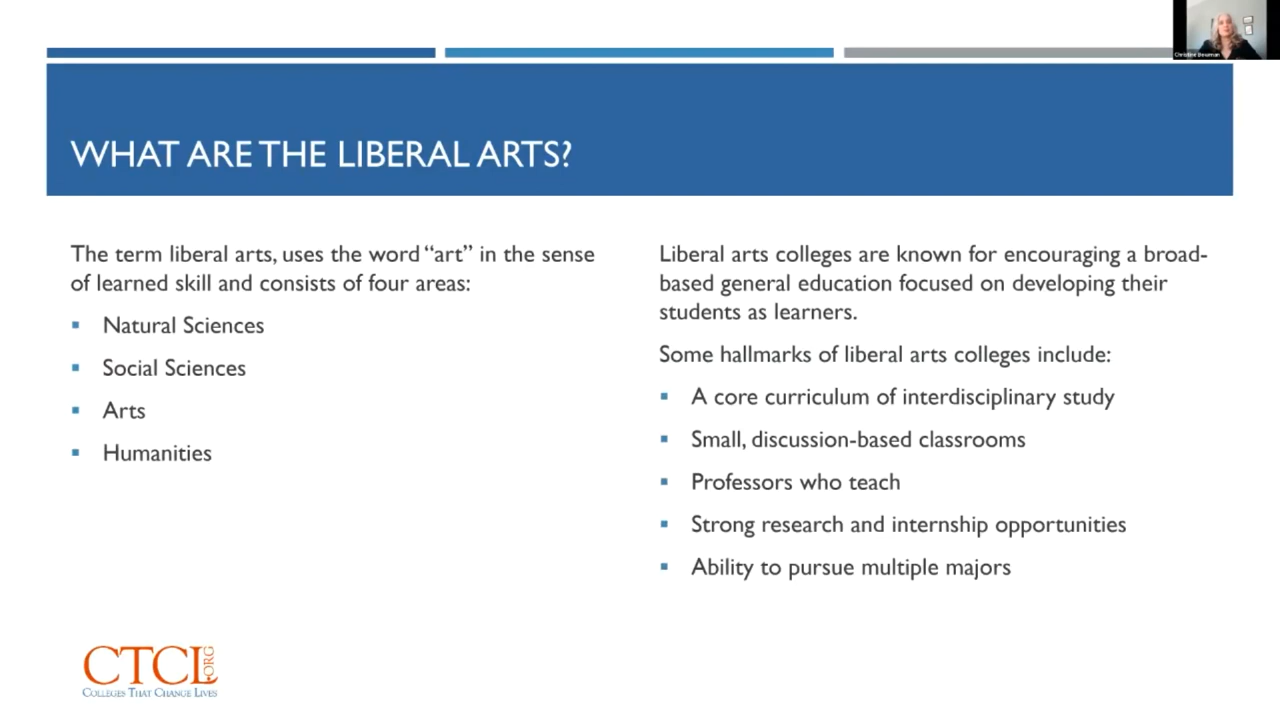 Christine Bowman
WHAT ARE THE LIBERAL ARTS?
The term liberal arts, uses the word “art” in the sense
of learned skill and consists of four areas:
Natural Sciences
Social Sciences
Arts
Humanities
Liberal arts colleges are known for encouraging a broad-
based general education focused on developing their
students as learners.
Some hallmarks of liberal arts colleges include:
A core curriculum of interdisciplinary study
Small, discussion-based classrooms
Professors who teach
Strong research and internship opportunities
Ability to pursue multiple majors
CTCL.ORG
COLLEGES THAT CHANGE LIVES